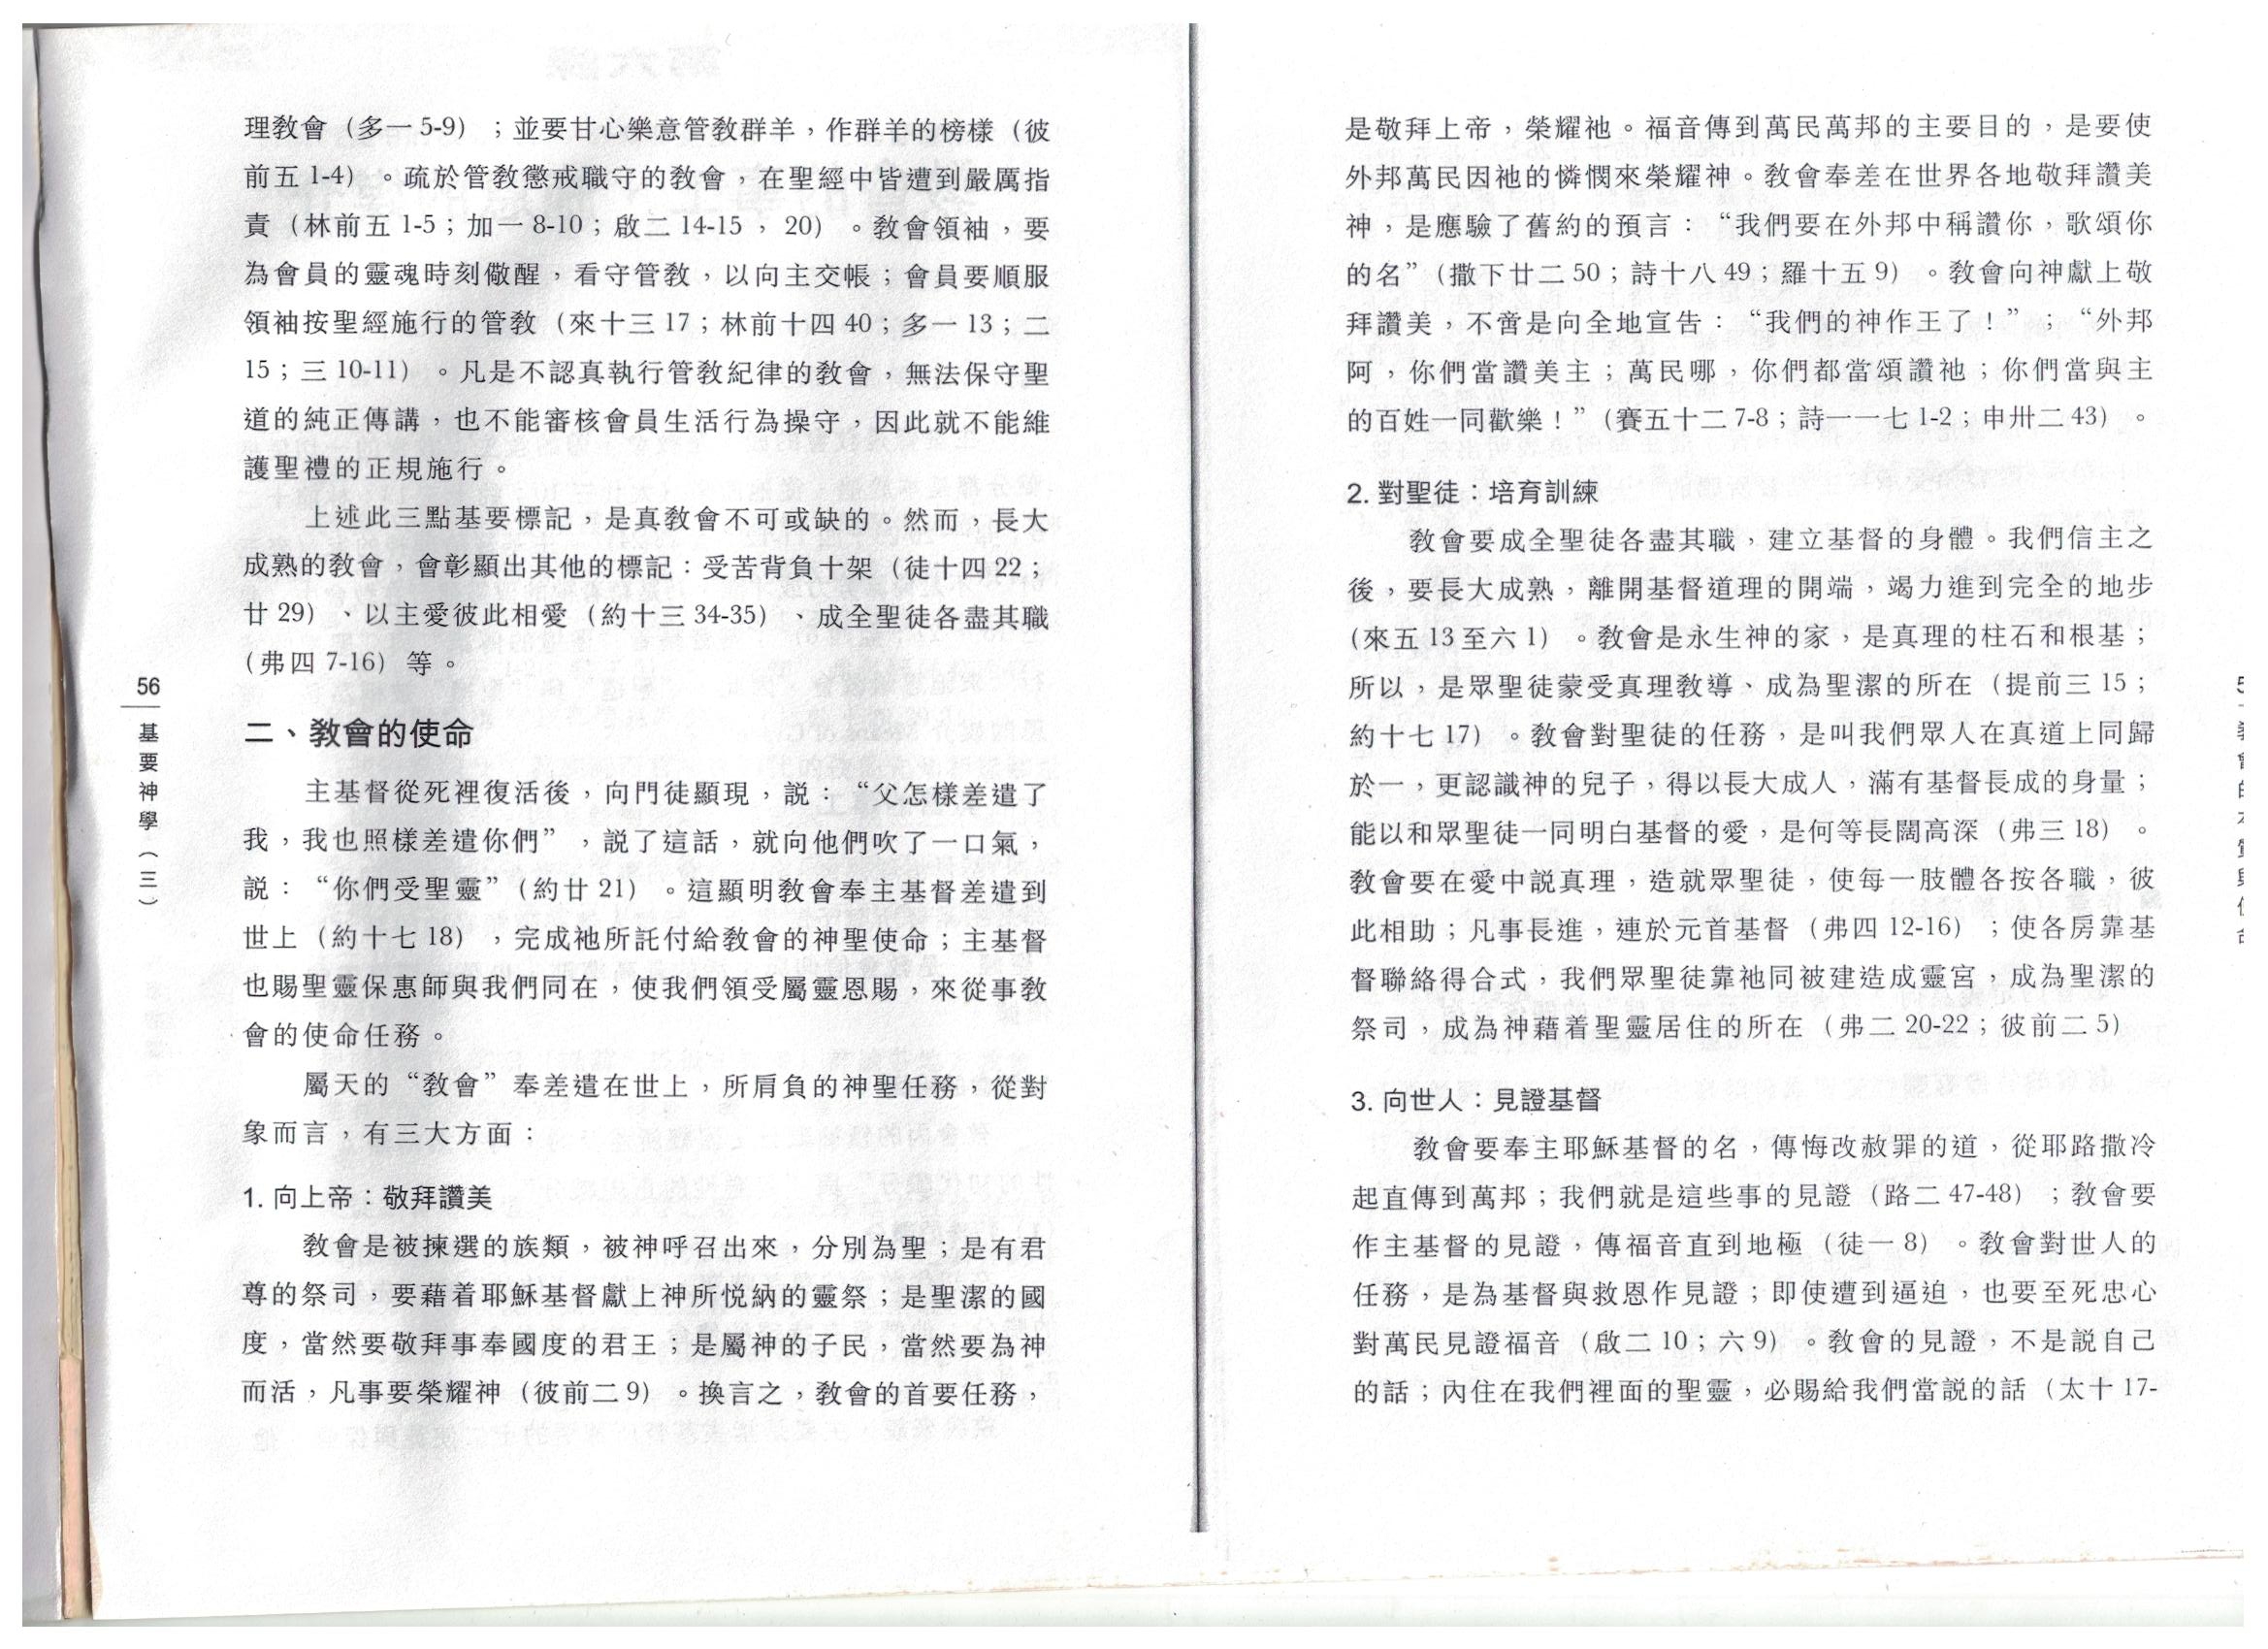 理教會（多一5-9）；並要甘心樂意管教群羊，作群羊的榜樣（彼
前五1-4）。疏於管教懲戒職守的教會，在聖經中皆遭到嚴厲指
責（林前五1-5；加一8-10；啟二14-15，20）。教會領袖，要
為會員的靈魂時刻儆醒，看守管教，以向主交帳；會員要順服
領袖按聖經施行的管教（來十三17；林前十四40；多一13；二
15；三10-11）。凡是不認真執行管教紀律的教會，無法保守聖
道的純正傳講，也不能審核會員生活行為操守，因此就不能維
護聖禮的正規施行。
上述此三點基要標記，是真教會不可或缺的。然而，長大
成熟的教會，會彰顯出其他的標記：受苦背負十架（徒十四22；
廿29）、以主愛彼此相愛（約十三34-35）、成全聖徒各盡其職
（弗四7-16）等。
56
基要神學（三）
二、教會的使命
主基督從死裡復活後，向門徒顯現，説：“父怎樣差遣了
我，我也照樣差遣你們”，説了這話，就向他們吹了一口氣，
説：“你們受聖靈”（約廿21）。這顯明教會奉主基督差遣到
世上（約十七18），完成祂所託付給教會的神聖使命；主基督
也賜聖靈保惠師與我們同在，使我們領受屬靈恩賜，來從事教
會的使命任務。
屬天的“教會”奉差遣在世上，所肩負的神聖任務，從對
象而言，有三大方面：
1. 向上帝：敬拜讚美
教會是被揀選的族類，被神呼召出來，分別為聖；是有君
尊的祭司，要藉着耶穌基督獻上神所悦納的靈祭；是聖潔的國
度，當然要敬拜事奉國度的君王；是屬神的子民，當然要為神
而活，凡事要榮耀神（彼前二9）。換言之，教會的首要任務，
是敬拜上帝，榮耀祂。福音傳到萬民萬邦的主要目的，是要使
外邦萬民因祂的憐憫來榮耀神。教會奉差在世界各地敬拜讚美
神，是應驗了舊約的預言：“我們要在外邦中稱讚你，歌頌你
的名”（撒下廿二50；詩十八49；羅十五9）。教會向神獻上敬
拜讚美，不啻是向全地宣告：“我們的神作王了！”；“外邦
阿，你們當讚美主；萬民哪，你們都當頌讚祂；你們當與主
的百姓一同歡樂！”（賽五十二7-8；詩一一七1-2；申卅二43）。
2. 對聖徒：培育訓練
教會要成全聖徒各盡其職，建立基督的身體。我們信主之
後，要長大成熟，離開基督道理的開端，竭力進到完全的地步
（來五13至六1）。教會是永生神的家，是真理的柱石和根基；
所以，是眾聖徒蒙受真理教導、成為聖潔的所在（提前三15；
約十七17）。教會對聖徒的任務，是叫我們眾人在真道上同歸
於一，更認識神的兒子，得以長大成人，滿有基督長成的身量；
能以和眾聖徒一同明白基督的愛，是何等長闊高深（弗三18）。
教會要在愛中説真理，造就眾聖徒，使每一肢體各按各職，彼
此相助；凡事長進，連於元首基督（弗四12-16）；使各房靠基
督聯絡得合式，我們眾聖徒靠祂同被建造成靈宮，成為聖潔的
祭司，成為神藉着聖靈居住的所在（弗二20-22；彼前二5）
3. 向世人：見證基督
教會要奉主耶穌基督的名，傳悔改赦罪的道，從耶路撒冷
起直傳到萬邦；我們就是這些事的見證（路二47-48）；教會要
作主基督的見證，傳福音直到地極（徒一8）。教會對世人的
任務，是為基督與救恩作見證；即使遭到逼迫，也要至死忠心
對萬民見證福音（啟二10；六9）。教會的見證，不是説自己
的話；內住在我們裡面的聖靈，必賜給我們當説的話（太十17-